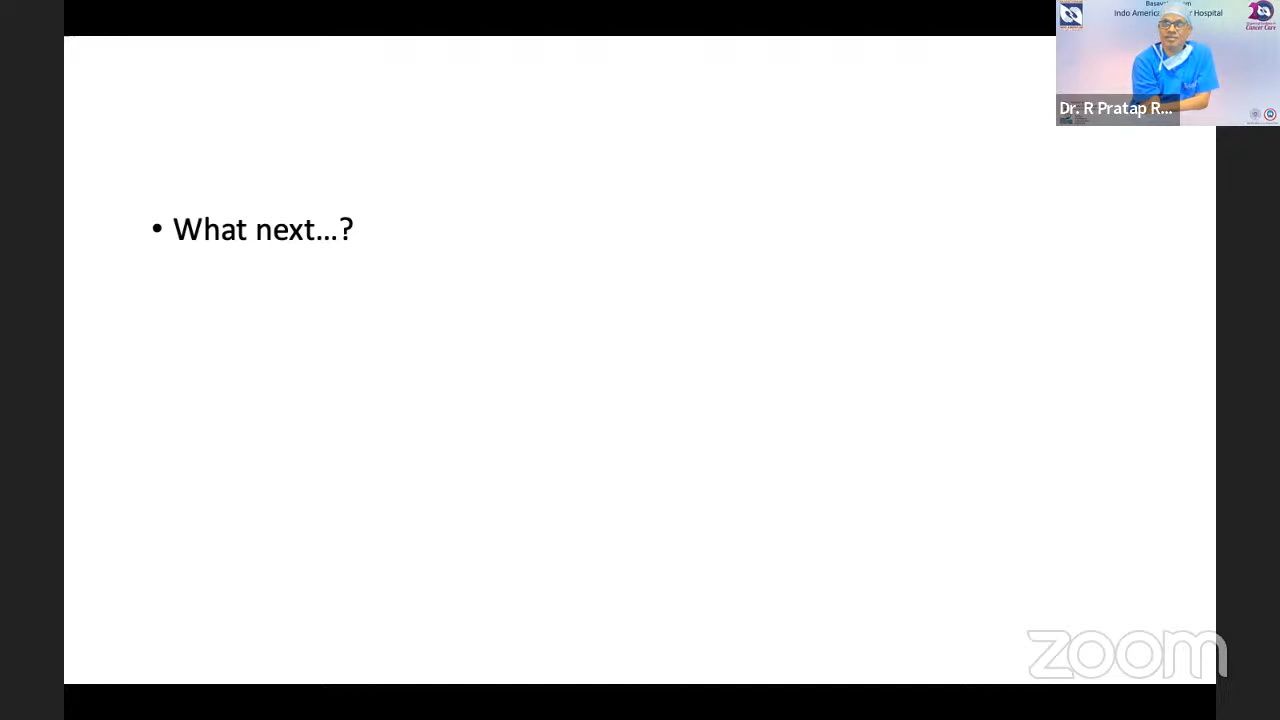 Indo America
Hospital
Cancer Care
Dr. R Pratap R...
• What next...?
zoom